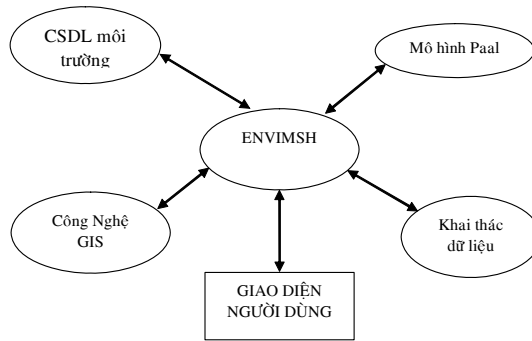 CSDL môi
trường
Mô hình Paal
ENVIMSH
Công Nghệ
GIS
Khai thác
dữ liệu
GIAO DIỆN
NGƯỜI DÙNG